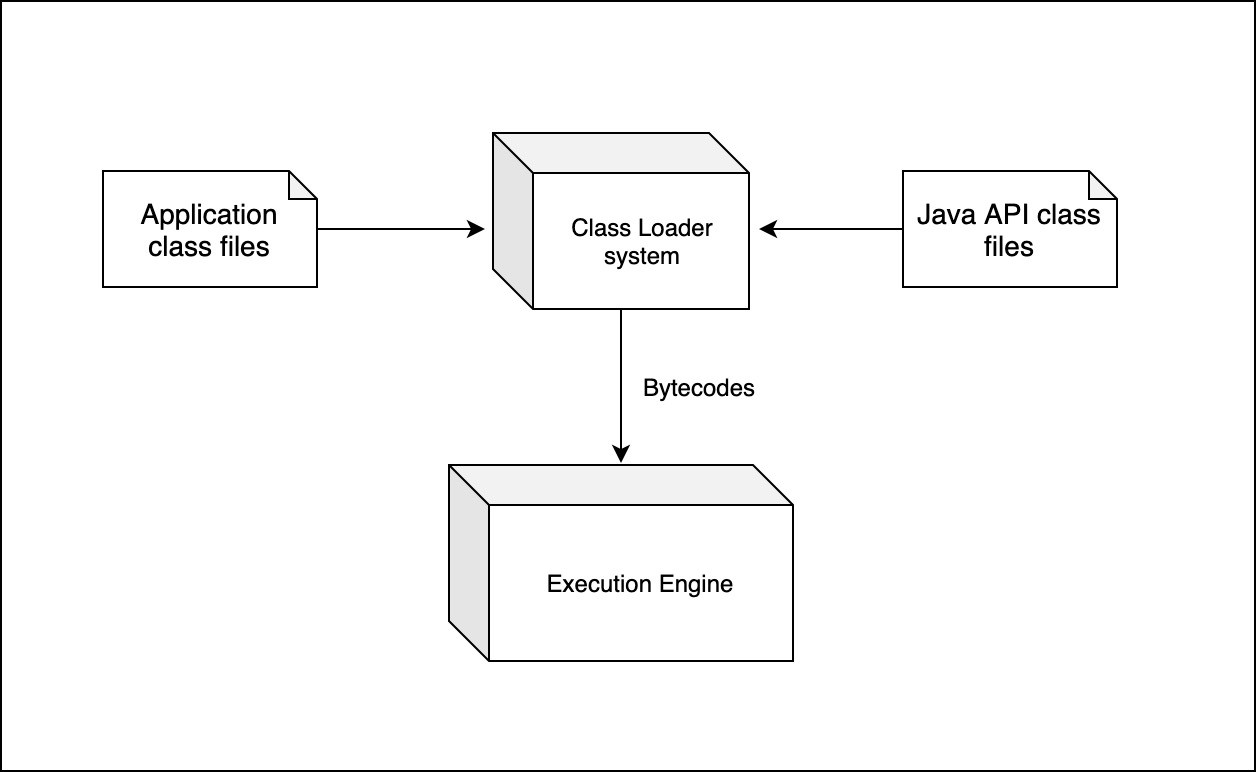 Application
class files
Class Loader
system
Java API class
files
Bytecodes
Execution Engine